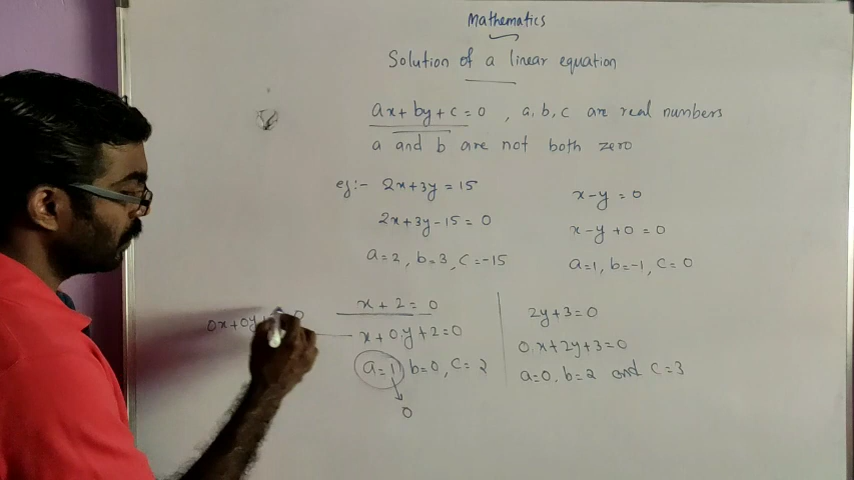 Mathematics
Solution of a linear equation
ax + by + c = 0 , a, b, c are real numbers
a and b are not both zero
eg:- 2x+3y = 15
2x+3y-15 = 0
a=2, b=3, c=-15
x-y = 0
x-y+0 = 0
a=1, b=-1, c=0
x + 2 = 0
x+0.y+2=0
a=1, b=0, c=2
0
2y+3=0
0.x+2y+3=0
a=0, b=2 and c=3
0x+0y